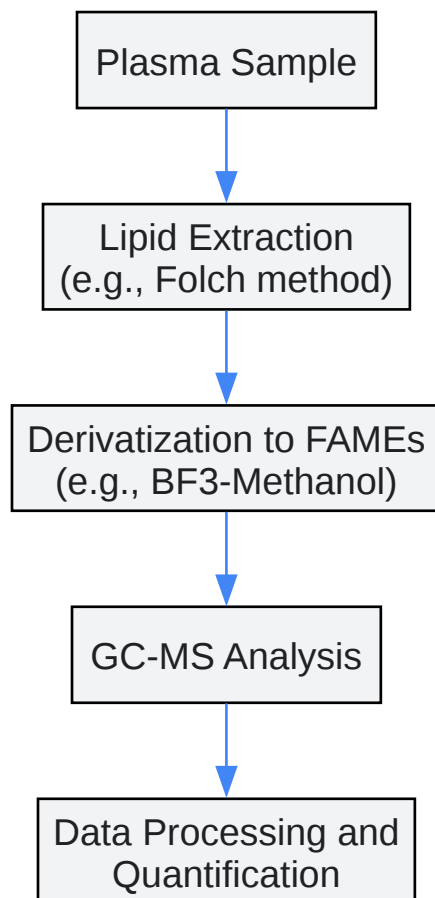 Plasma Sample
Lipid Extraction
(e.g., Folch method)
Derivatization to FAMEs
(e.g., BF3-Methanol)
GC-MS Analysis
Data Processing and
Quantification